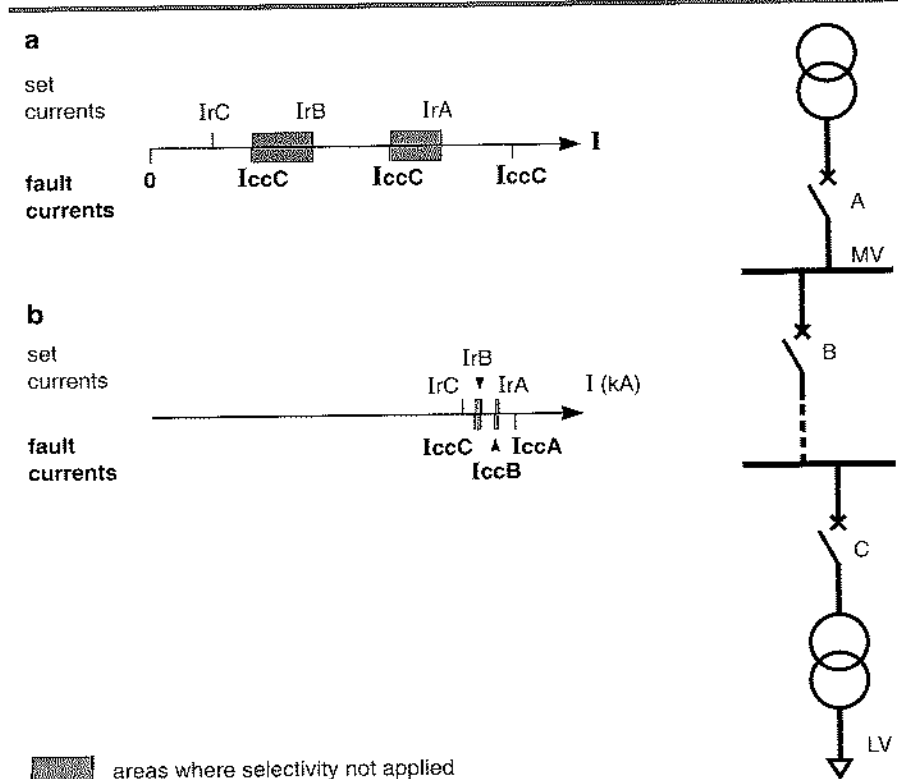 a
set
currents
IrC IrB IrA
I
0
IccC IccC IccC
fault
currents
b
set
currents
IrB
IrC IrA I (kA)
fault
currents
IccC IccA
IccB
areas where selectivity not applied
A
MV
B
C
LV